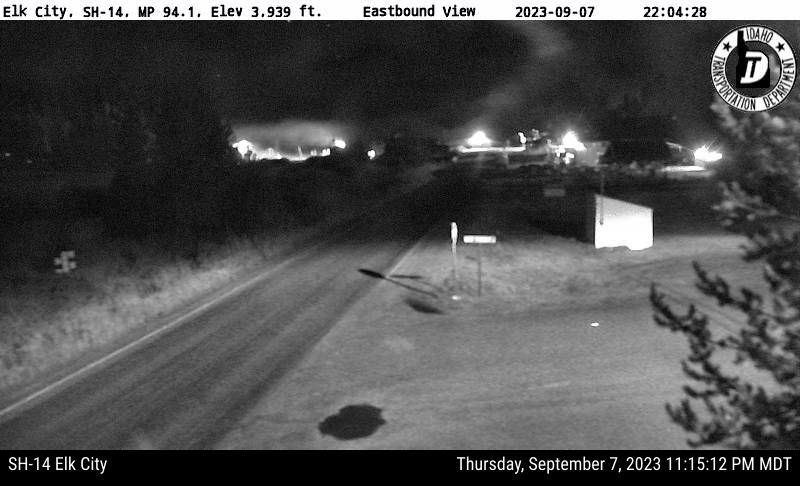 Elk City, SH-14, MP 94.1, Elev 3,939 ft. Eastbound View 2023-09-07 22:04:28
IDAHO
TRANSPORTATION DEPARTMENT
SH-14 Elk City Thursday, September 7, 2023 11:15:12 PM MDT